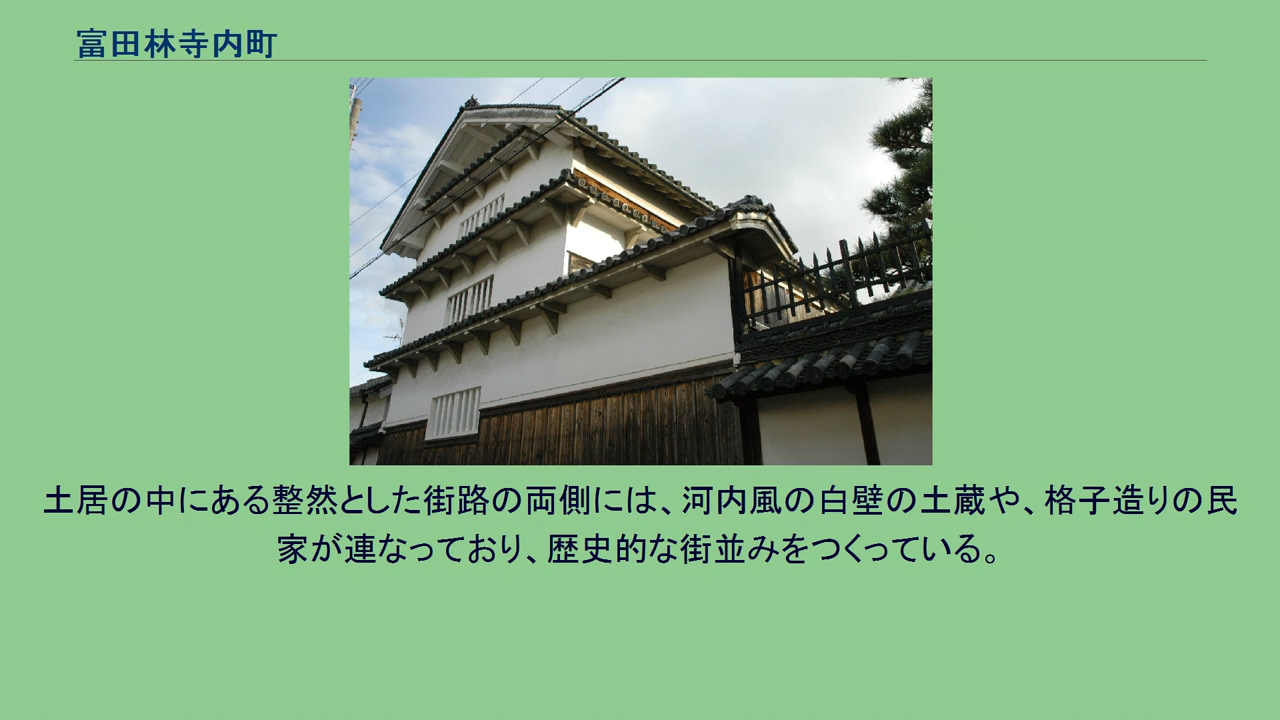 富田林寺内町
土居の中にある整然とした街路の両側には、河内風の白壁の土蔵や、格子造りの民
家が連なっており、歴史的な街並みをつくっている。